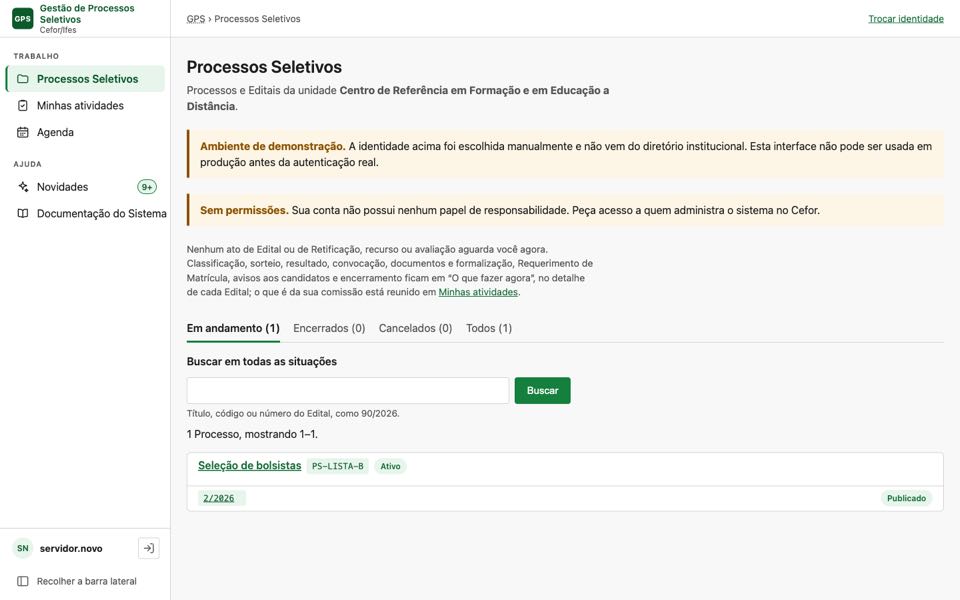 GPS
Gestão de Processos
Seletivos
Cefor/Ifes
GPS › Processos Seletivos
Trocar identidade
TRABALHO
Processos Seletivos
Minhas atividades
Agenda
AJUDA
Novidades
9+
Documentação do Sistema
Processos Seletivos
Processos e Editais da unidade Centro de Referência em Formação e em Educação a
Distância.
Ambiente de demonstração. A identidade acima foi escolhida manualmente e não vem do diretório institucional. Esta interface não pode ser usada em
produção antes da autenticação real.
Sem permissões. Sua conta não possui nenhum papel de responsabilidade. Peça acesso a quem administra o sistema no Cefor.
Nenhum ato de Edital ou de Retificação, recurso ou avaliação aguarda você agora.
Classificação, sorteio, resultado, convocação, documentos e formalização, Requerimento de
Matrícula, avisos aos candidatos e encerramento ficam em “O que fazer agora”, no detalhe
de cada Edital; o que é da sua comissão está reunido em Minhas atividades.
Em andamento (1) Encerrados (0) Cancelados (0) Todos (1)
Buscar em todas as situações
Buscar
Título, código ou número do Edital, como 90/2026.
1 Processo, mostrando 1–1.
Seleção de bolsistas PS-LISTA-B Ativo
2/2026 Publicado
SN servidor.novo
Recolher a barra lateral